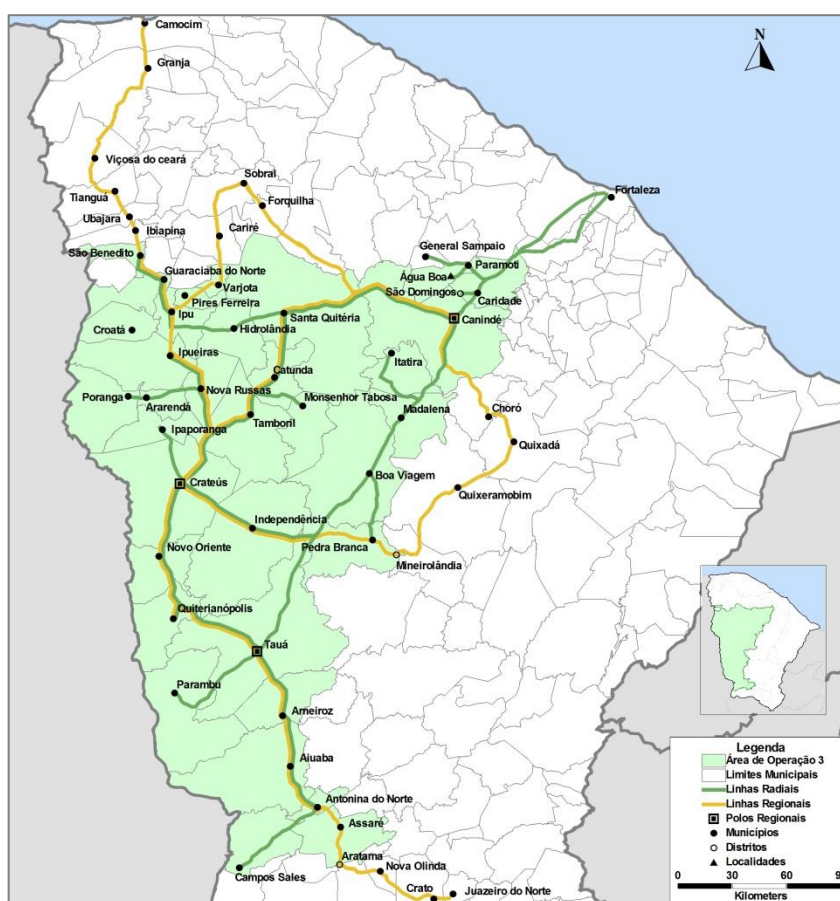 Camocim
N
Granja
Viçosa do ceará
Sobral
Fortaleza
Tianguá
Forquilha
Ubajara
Ibiapina
Cariré
General Sampaio
São Benedito
Paramoti
Guaraciaba do Norte
Água Boa
Varjota
São Domingos
Caridade
Pires Ferreira
Ipu
Santa Quitéria
Canindé
Croatá
Hidrolândia
Ipueiras
Itatira
Catunda
Nova Russas
Poranga
Ararendá
Monsenhor Tabosa
Madalena
Choró
Tamboril
Ipaporanga
Quixadá
Boa Viagem
Crateús
Quixeramobim
Independência
Pedra Branca
Novo Oriente
Mineirolândia
Quiterianópolis
Tauá
Parambú
Arneiroz
Aiuaba
Antonina do Norte
Assaré
Aratama
Nova Olinda
Campos Sales
Crato
Juazeiro do Norte
Legenda
Área de Operação 3
Limites Municipais
Linhas Radiais
Linhas Regionais
Polos Regionais
Municípios
Distritos
Localidades
0 30 60 9
Kilometers